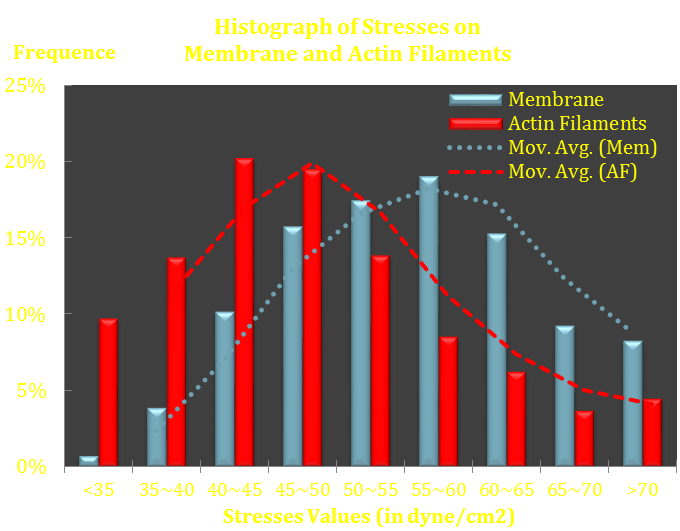 Histograph of Stresses on
Membrane and Actin Filaments
Frequence
25%
20%
15%
10%
5%
0%
Membrane
Actin Filaments
Mov. Avg. (Mem)
Mov. Avg. (AF)
<35 35~40 40~45 45~50 50~55 55~60 60~65 65~70 >70
Stresses Values (in dyne/cm2)